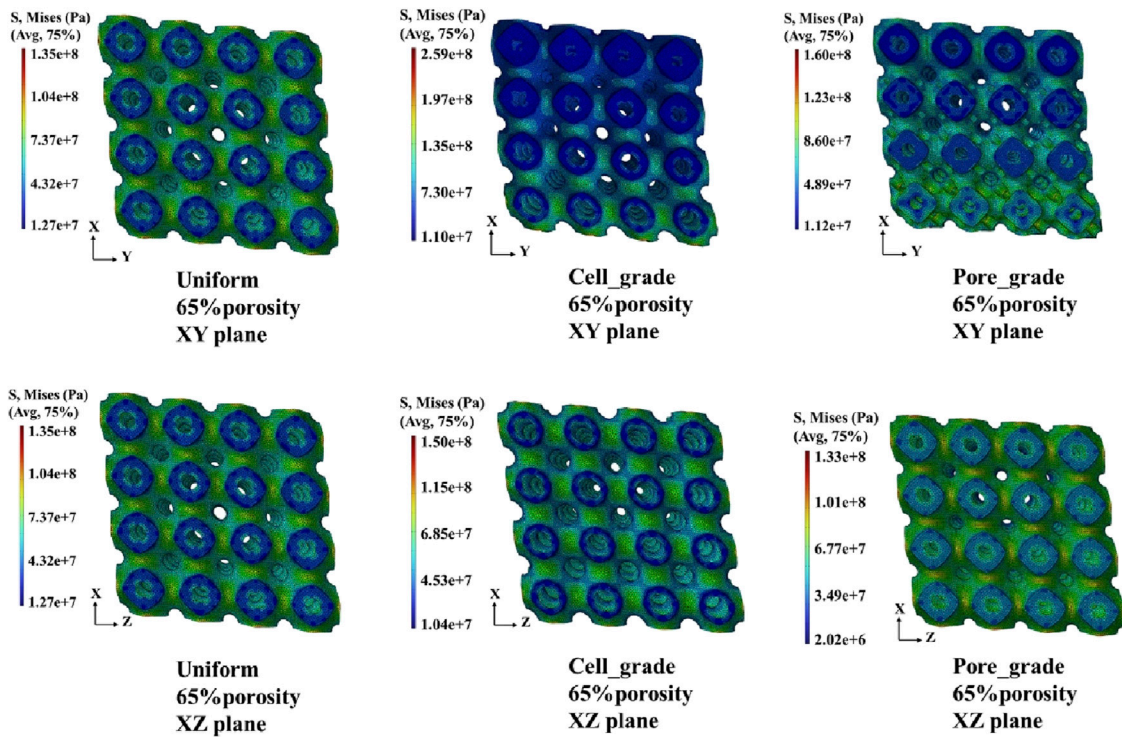 S, Mises (Pa)
(Avg, 75%)
1.35e+8
1.04e+8
7.37e+7
4.32e+7
1.27e+7
X
Y
Uniform
65%porosity
XY plane
S, Mises (Pa)
(Avg, 75%)
2.59e+8
1.97e+8
1.35e+8
7.30e+7
1.10e+7
X
Y
Cell_grade
65%porosity
XY plane
S, Mises (Pa)
(Avg, 75%)
1.60e+8
1.23e+8
8.60e+7
4.89e+7
1.12e+7
X
Y
Pore_grade
65%porosity
XY plane
S, Mises (Pa)
(Avg, 75%)
1.35e+8
1.04e+8
7.37e+7
4.32e+7
1.27e+7
X
Z
Uniform
65%porosity
XZ plane
S, Mises (Pa)
(Avg, 75%)
1.50e+8
1.15e+8
6.85e+7
4.53e+7
1.04e+7
X
Z
Cell_grade
65%porosity
XZ plane
S, Mises (Pa)
(Avg, 75%)
1.33e+8
1.01e+8
6.77e+7
3.49e+7
2.02e+6
X
Z
Pore_grade
65%porosity
XZ plane